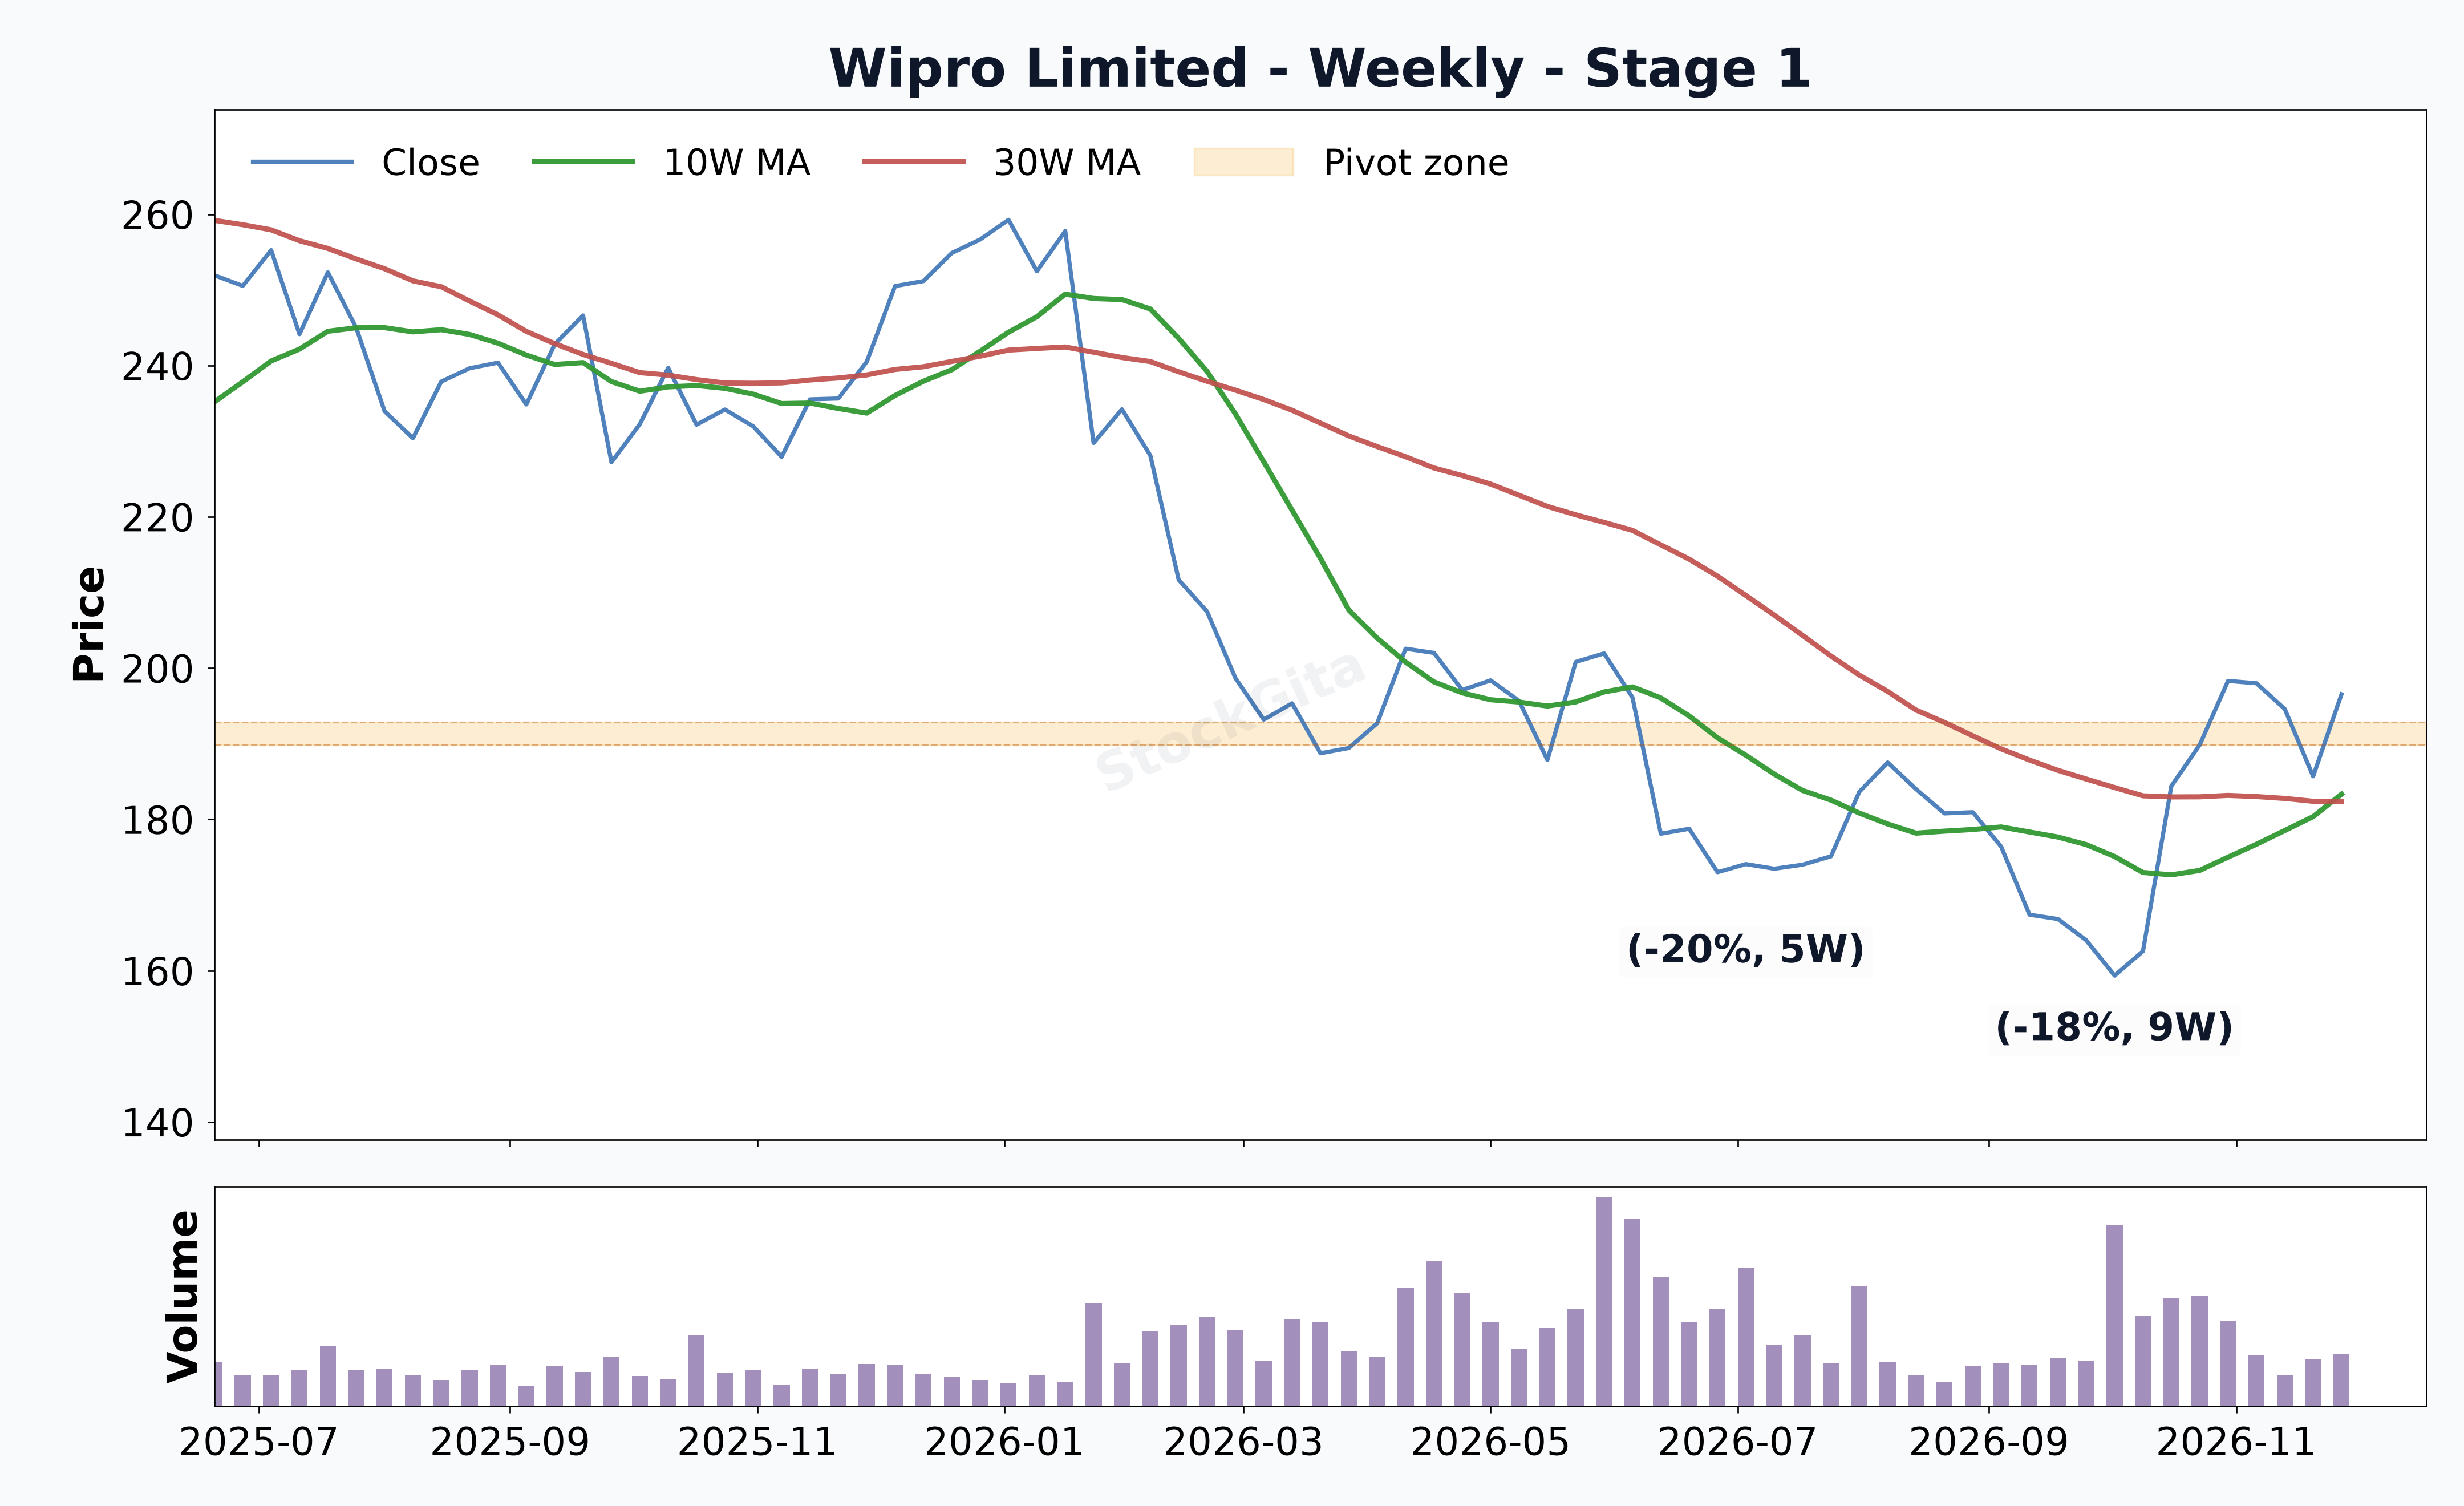 Wipro Limited - Weekly - Stage 1
Close 10W MA 30W MA Pivot zone
Price
260
240
220
200
180
160
140
StockGita
(-20%, 5W)
(-18%, 9W)
Volume
2025-07 2025-09 2025-11 2026-01 2026-03 2026-05 2026-07 2026-09 2026-11